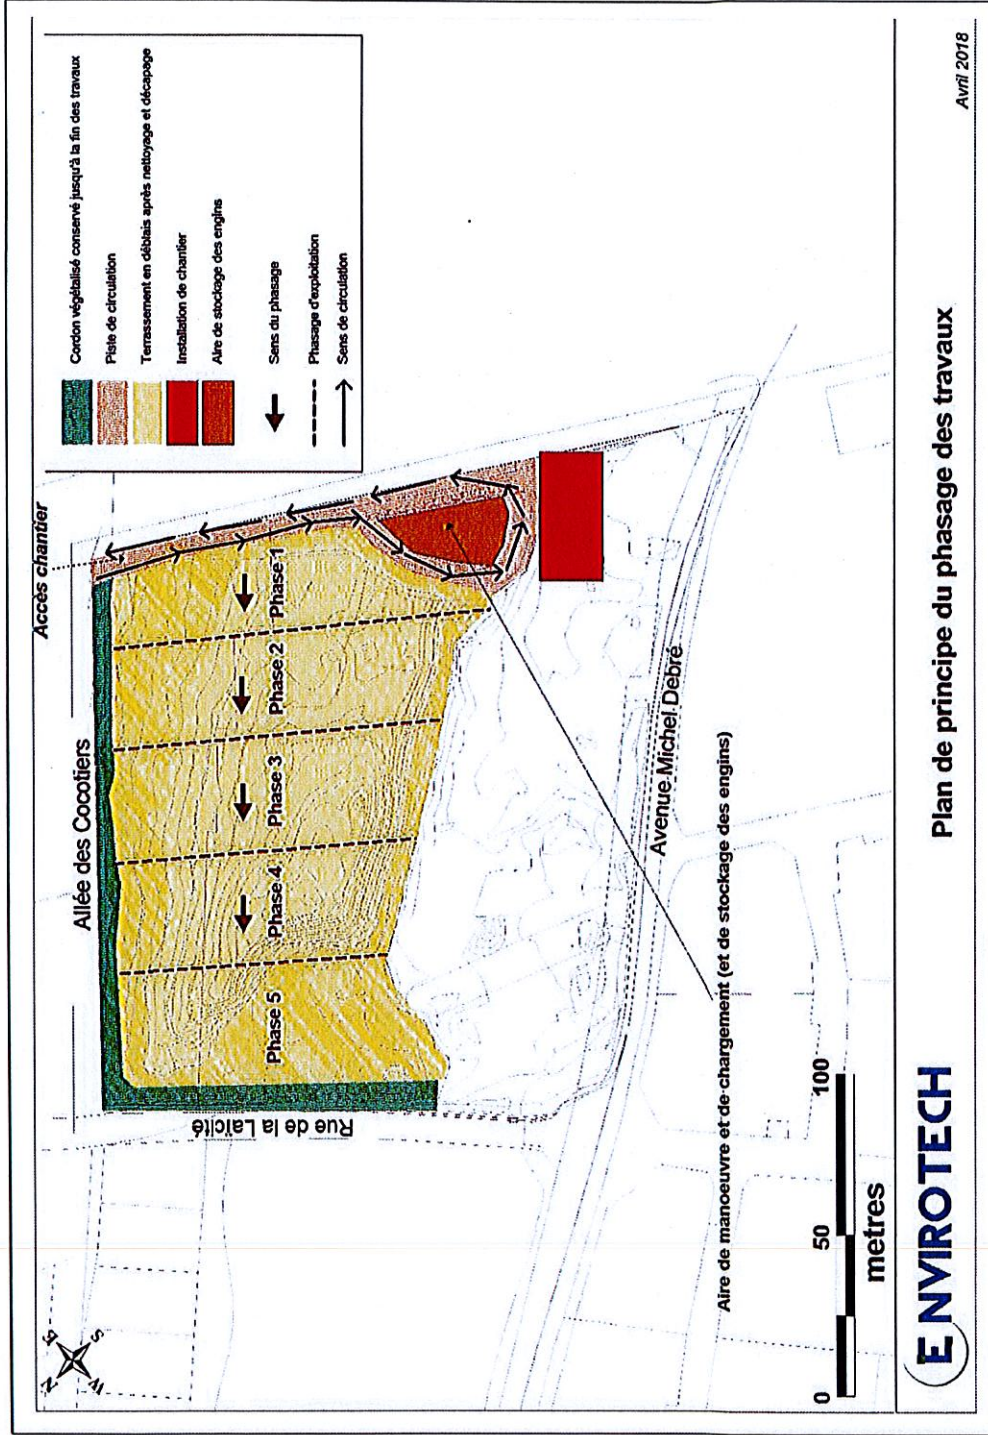 Accès chantier
Allée des Cocotiers
Rue de la Laïcité
Phase 5
Phase 4
Phase 3
Phase 2
Phase 1
Avenue Michel Debré
Aire de manoeuvre et de chargement (et de stockage des engins)
Cordon végétalisé conservé jusqu'à la fin des travaux
Piste de circulation
Terrassement en déblais après nettoyage et décapage
Installation de chantier
Aire de stockage des engins
Sens du phasage
Phasage d'exploitation
Sens de circulation
N
E
S
W
0 50 100
metres
ENVIROTECH
Plan de principe du phasage des travaux
Avril 2018